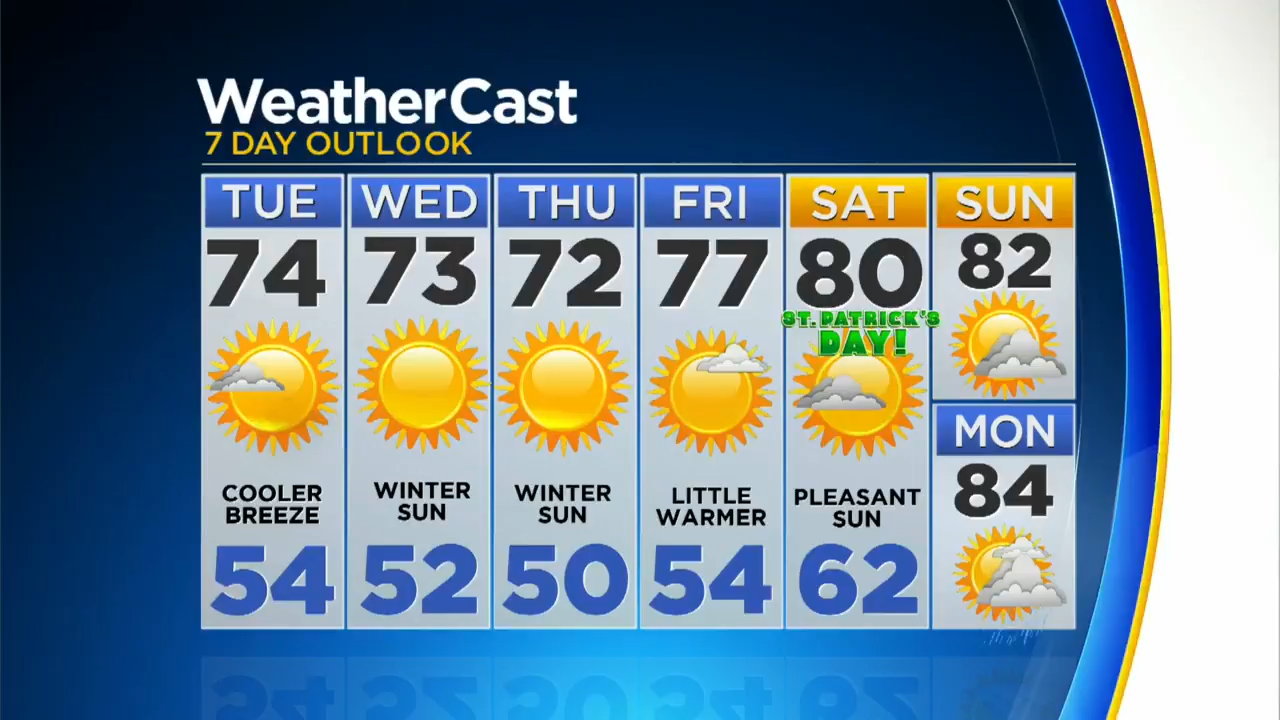 WeatherCast
7 DAY OUTLOOK
TUE
74
COOLER
BREEZE
54
WED
73
WINTER
SUN
52
THU
72
WINTER
SUN
50
FRI
77
LITTLE
WARMER
54
SAT
80
ST. PATRICK'S
DAY!
PLEASANT
SUN
62
SUN
82
MON
84